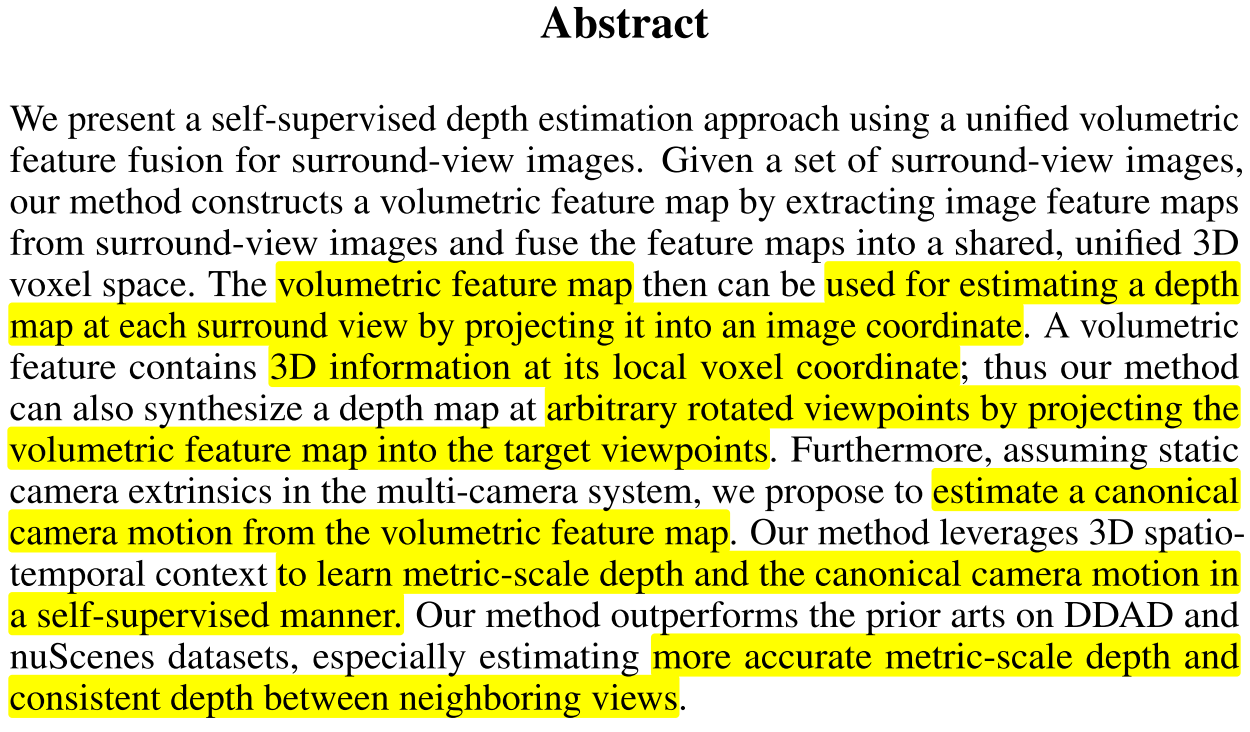 Abstract
We present a self-supervised depth estimation approach using a unified volumetric
feature fusion for surround-view images. Given a set of surround-view images,
our method constructs a volumetric feature map by extracting image feature maps
from surround-view images and fuse the feature maps into a shared, unified 3D
voxel space. The volumetric feature map then can be used for estimating a depth
map at each surround view by projecting it into an image coordinate. A volumetric
feature contains 3D information at its local voxel coordinate; thus our method
can also synthesize a depth map at arbitrary rotated viewpoints by projecting the
volumetric feature map into the target viewpoints. Furthermore, assuming static
camera extrinsics in the multi-camera system, we propose to estimate a canonical
camera motion from the volumetric feature map. Our method leverages 3D spatio-
temporal context to learn metric-scale depth and the canonical camera motion in
a self-supervised manner. Our method outperforms the prior arts on DDAD and
nuScenes datasets, especially estimating more accurate metric-scale depth and
consistent depth between neighboring views.